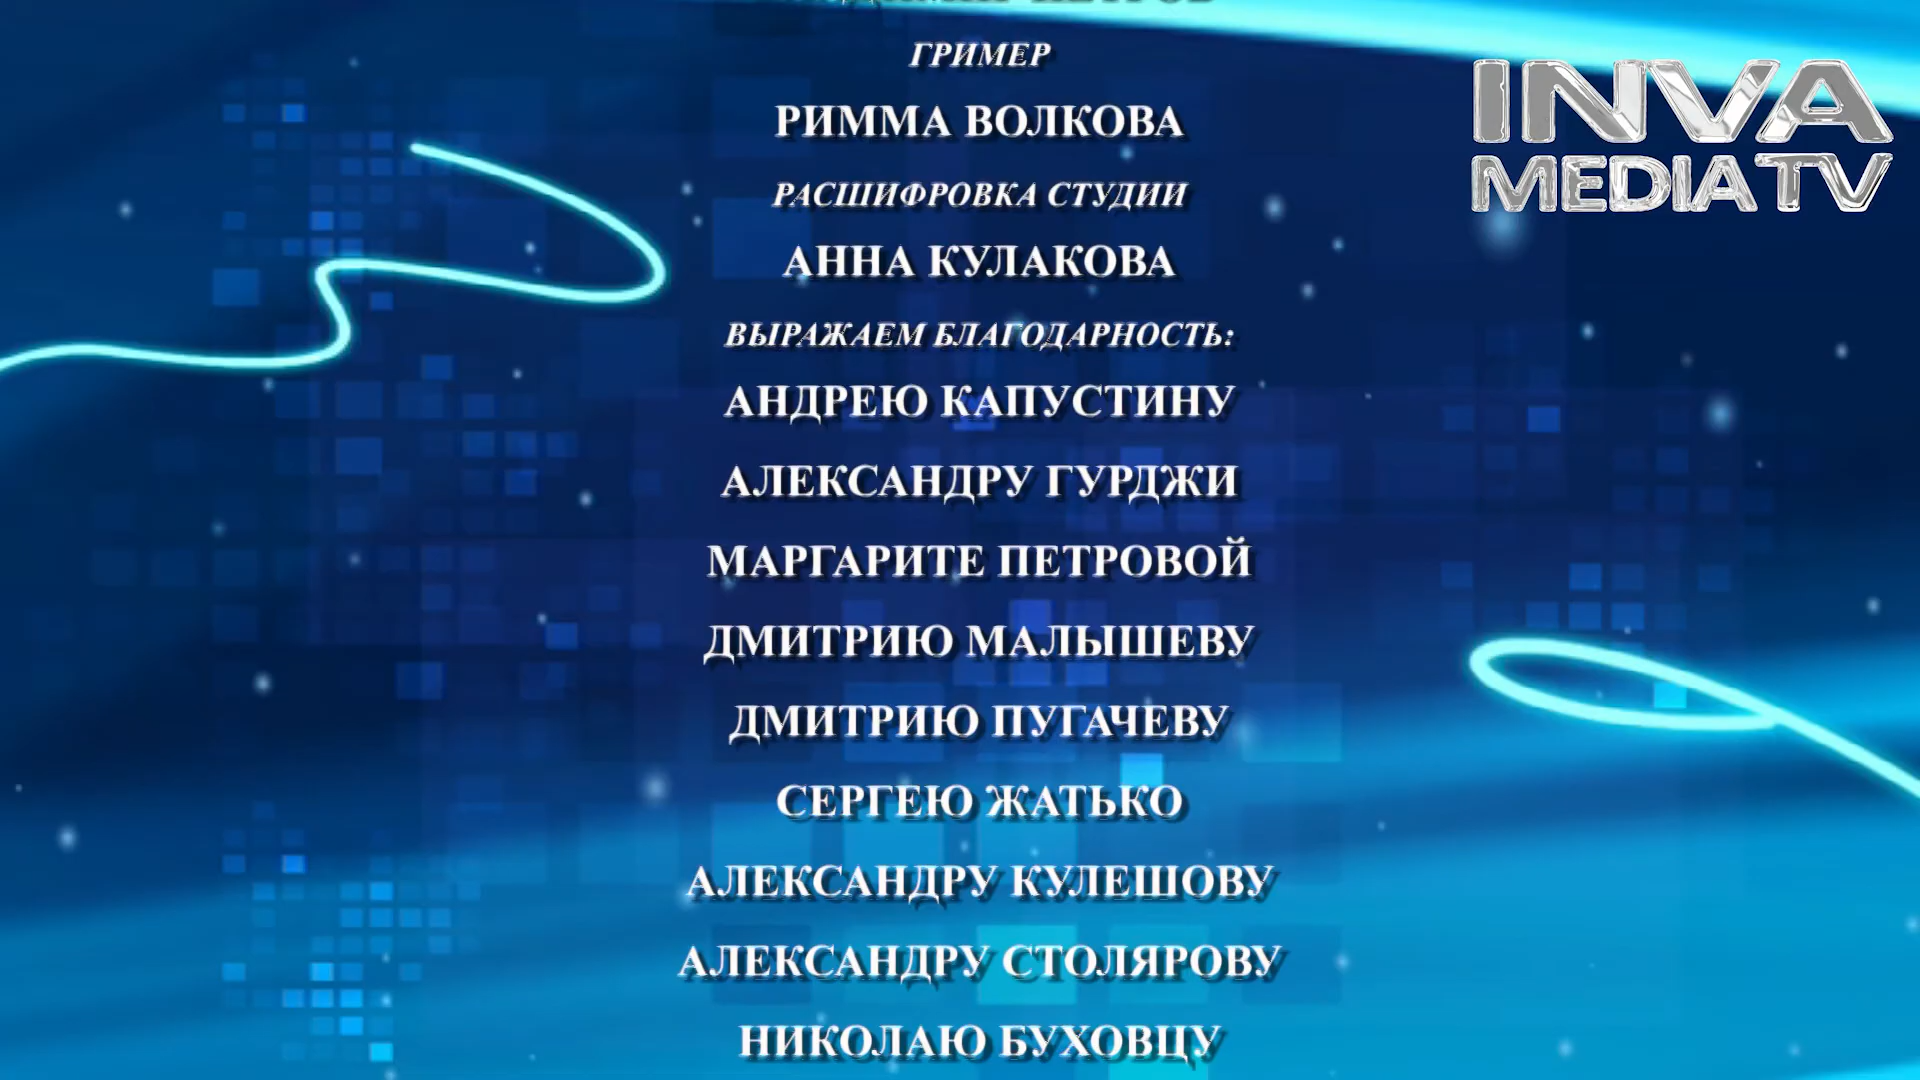 ГРИМЕР
РИММА ВОЛКОВА
РАСШИФРОВКА СТУДИИ
АННА КУЛАКОВА
ВЫРАЖАЕМ БЛАГОДАРНОСТЬ:
АНДРЕЮ КАПУСТИНУ
АЛЕКСАНДРУ ГУРДЖИ
МАРГАРИТЕ ПЕТРОВОЙ
ДМИТРИЮ МАЛЫШЕВУ
ДМИТРИЮ ПУГАЧЕВУ
СЕРГЕЮ ЖАТЬКО
АЛЕКСАНДРУ КУЛЕШОВУ
АЛЕКСАНДРУ СТОЛЯРОВУ
НИКОЛАЮ БУХОВЦУ
INVA
MEDIA TV